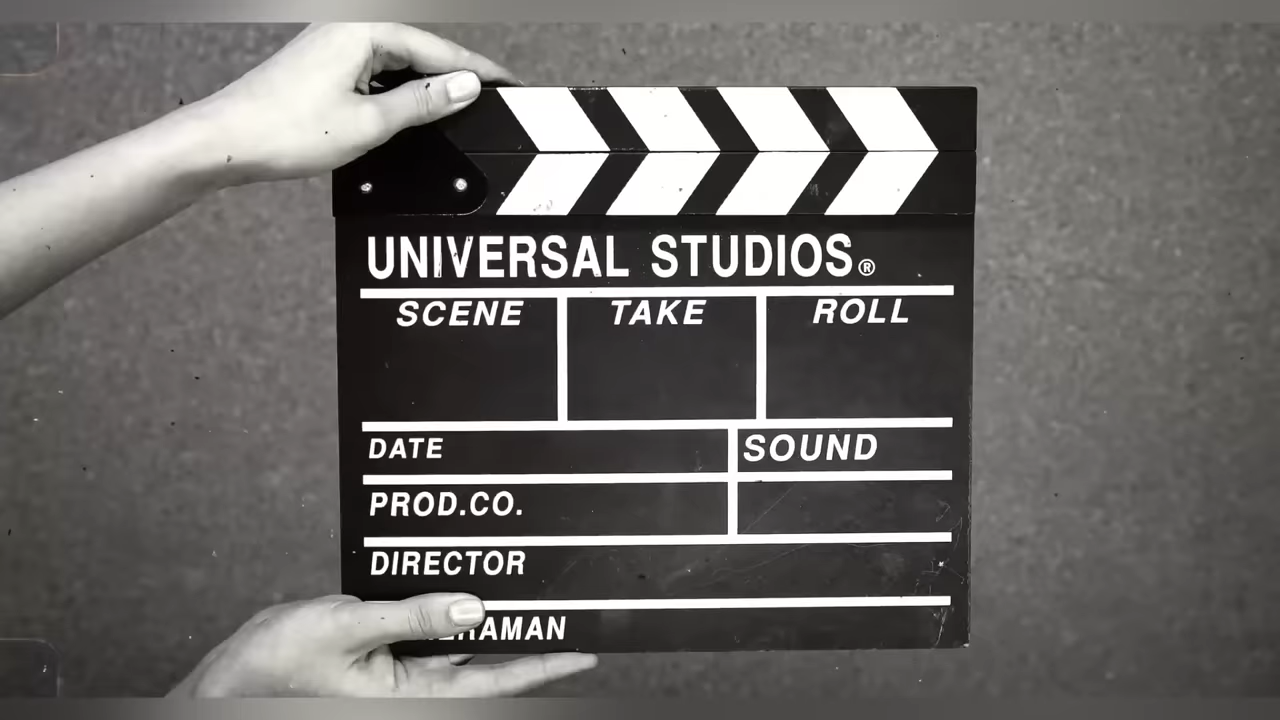 UNIVERSAL STUDIOS®
SCENE TAKE ROLL
DATE SOUND
PROD.CO.
DIRECTOR